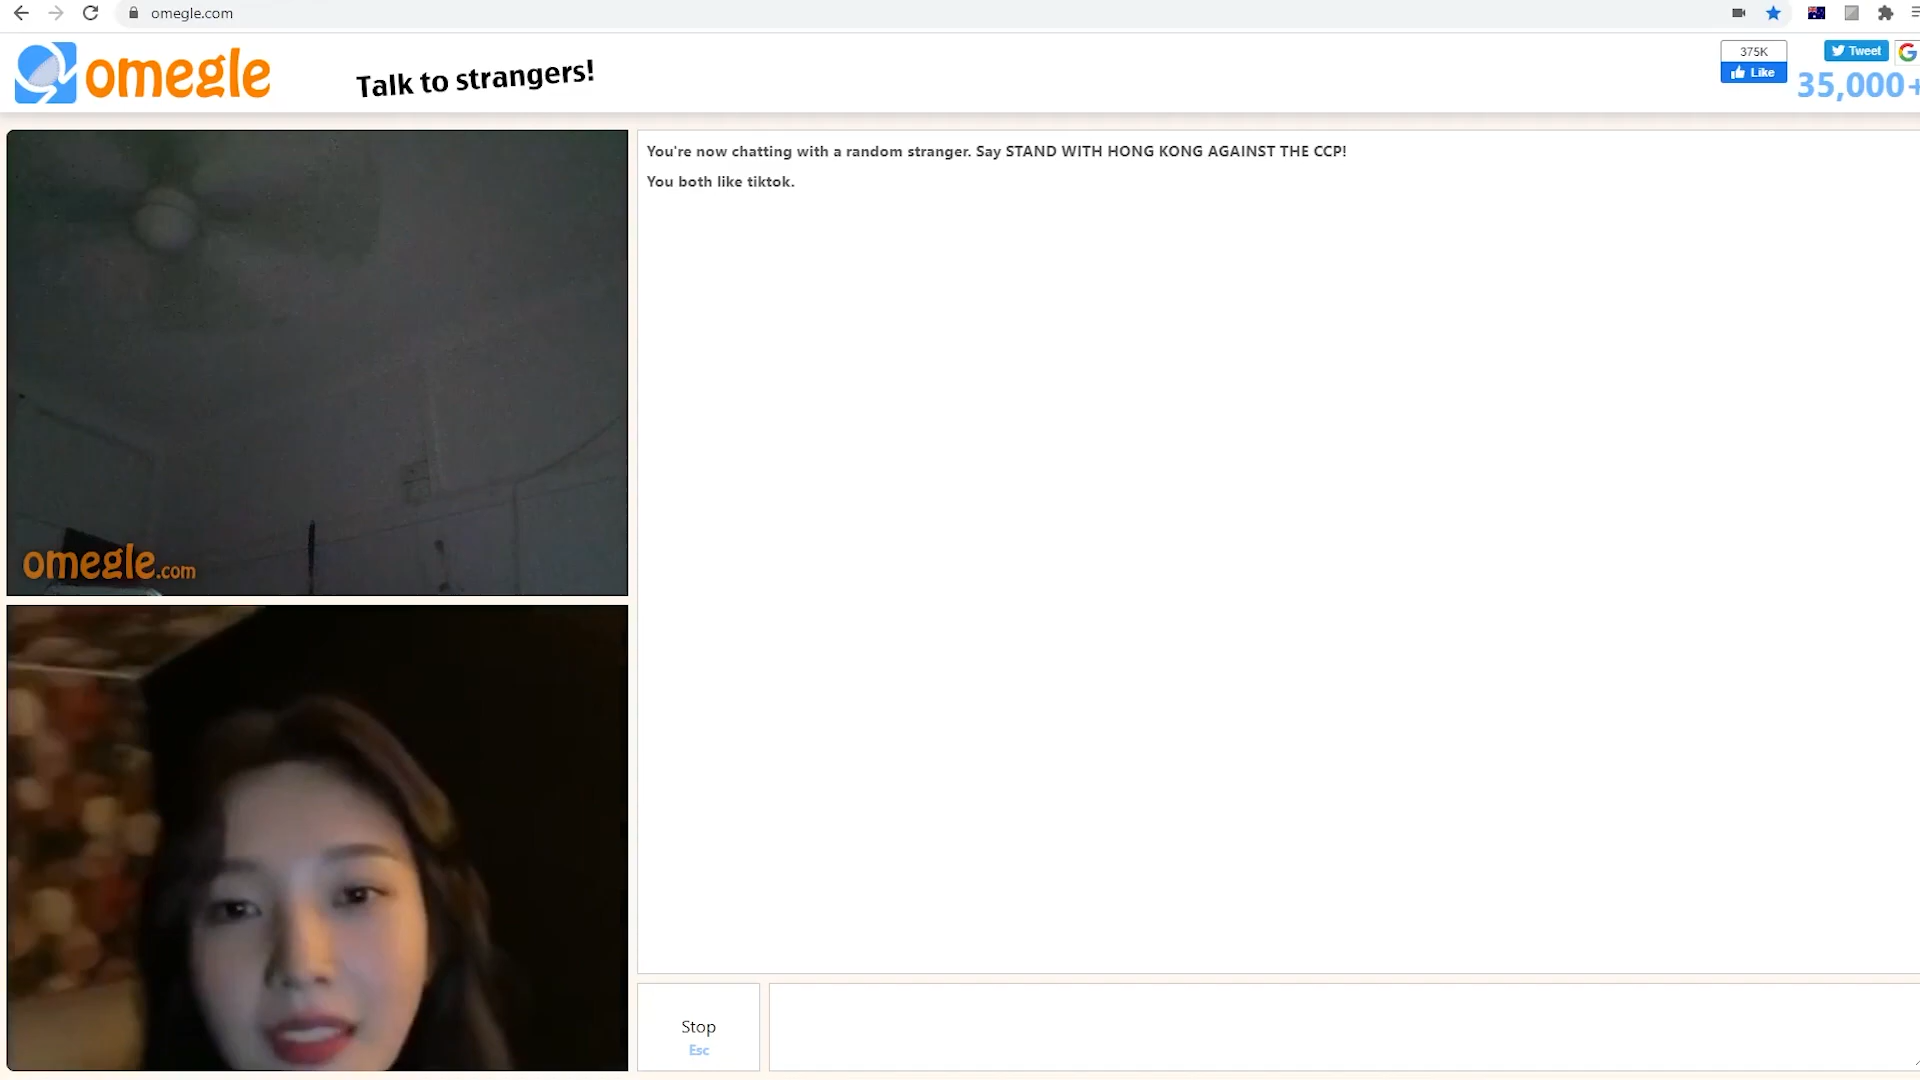 omegle.com
omegle
Talk to strangers!
375K
Like
Tweet
35,000+
You're now chatting with a random stranger. Say STAND WITH HONG KONG AGAINST THE CCP!
You both like tiktok.
omegle.com
Stop
Esc